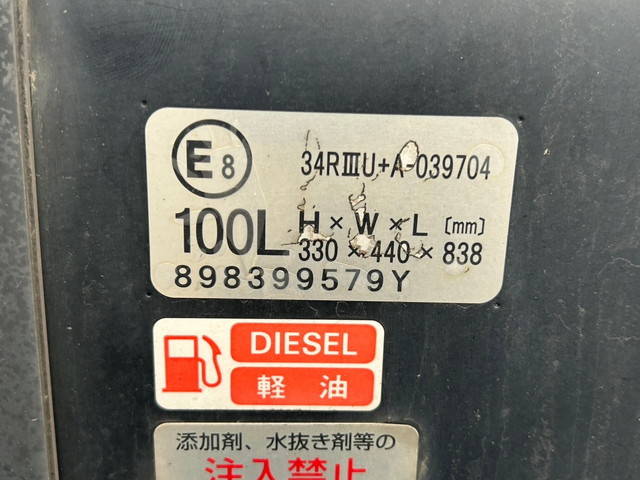 E8 34RⅢU+A-039704
100L H × W × L [mm]
330 × 440 × 838
898399579Y
DIESEL
軽油
添加剤、水抜き剤等の
注入禁止